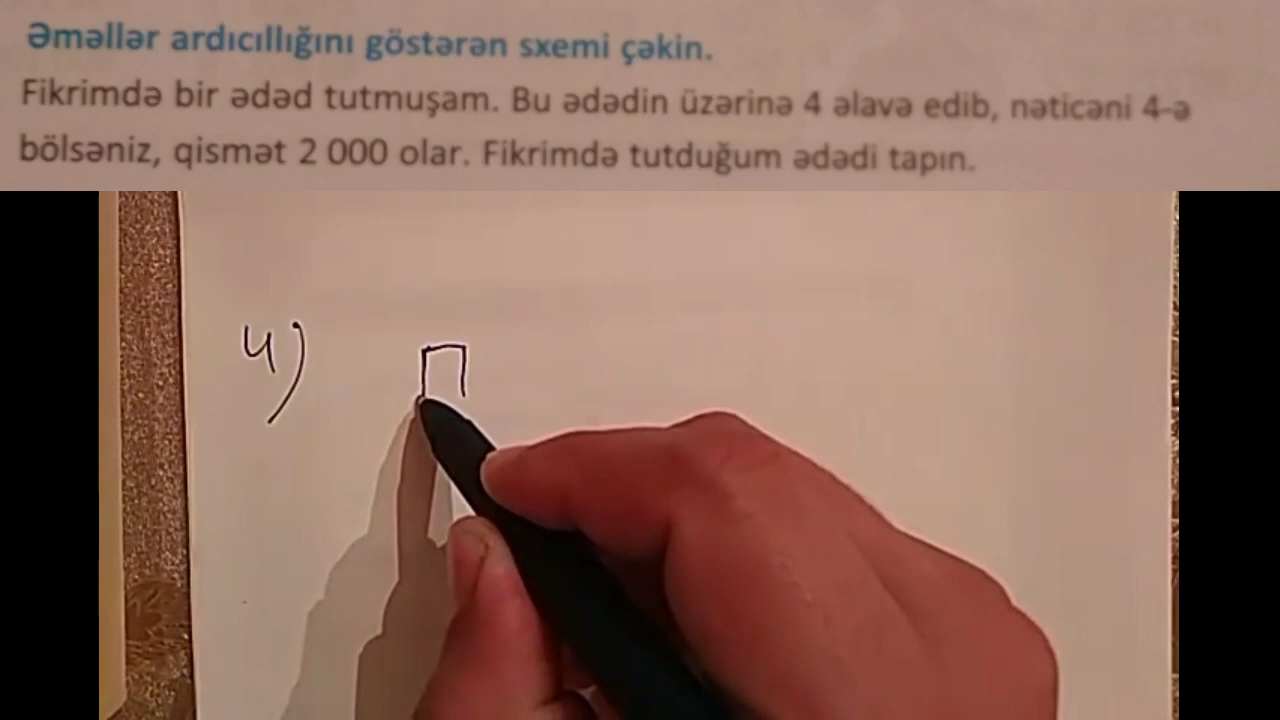 Əməllər ardıcıllığını göstərən sxemi çəkin.
Fikrimdə bir ədəd tutmuşam. Bu ədədin üzərinə 4 əlavə edib, nəticəni 4-ə
bölsəniz, qismət 2 000 olar. Fikrimdə tutduğum ədədi tapın.
4)